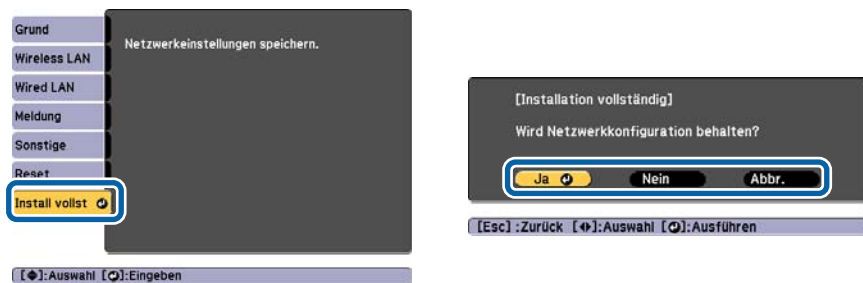 Grund
Wireless LAN
Wired LAN
Meldung
Sonstige
Reset
Install vollst
Netzwerkeinstellungen speichern.
[◆]:Auswahl [⏎]:Eingeben
[Installation vollständig]
Wird Netzwerkkonfiguration behalten?
Ja Nein Abbr.
[Esc] :Zurück [◀▶]:Auswahl [⏎]:Ausführen